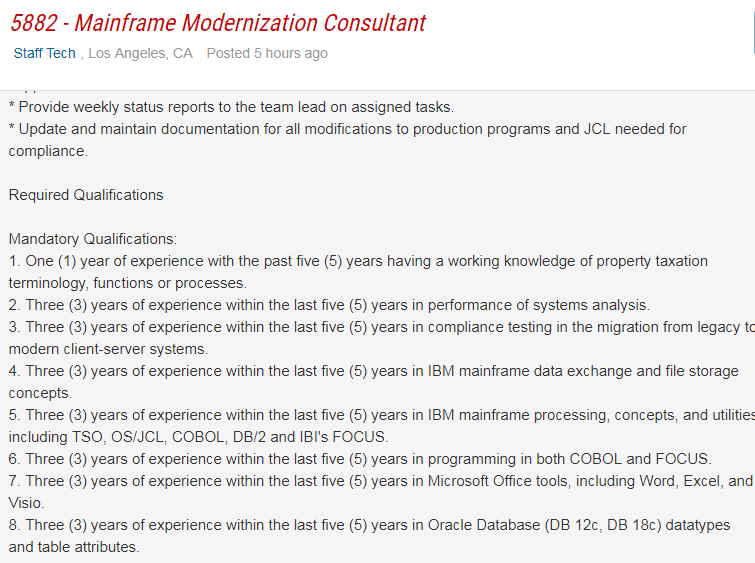 5882 - Mainframe Modernization Consultant
Staff Tech , Los Angeles, CA Posted 5 hours ago
* Provide weekly status reports to the team lead on assigned tasks.
* Update and maintain documentation for all modifications to production programs and JCL needed for
compliance.
Required Qualifications
Mandatory Qualifications:
1. One (1) year of experience with the past five (5) years having a working knowledge of property taxation
terminology, functions or processes.
2. Three (3) years of experience within the last five (5) years in performance of systems analysis.
3. Three (3) years of experience within the last five (5) years in compliance testing in the migration from legacy to
modern client-server systems.
4. Three (3) years of experience within the last five (5) years in IBM mainframe data exchange and file storage
concepts.
5. Three (3) years of experience within the last five (5) years in IBM mainframe processing, concepts, and utilities
including TSO, OS/JCL, COBOL, DB/2 and IBI's FOCUS.
6. Three (3) years of experience within the last five (5) years in programming in both COBOL and FOCUS.
7. Three (3) years of experience within the last five (5) years in Microsoft Office tools, including Word, Excel, and
Visio.
8. Three (3) years of experience within the last five (5) years in Oracle Database (DB 12c, DB 18c) datatypes
and table attributes.